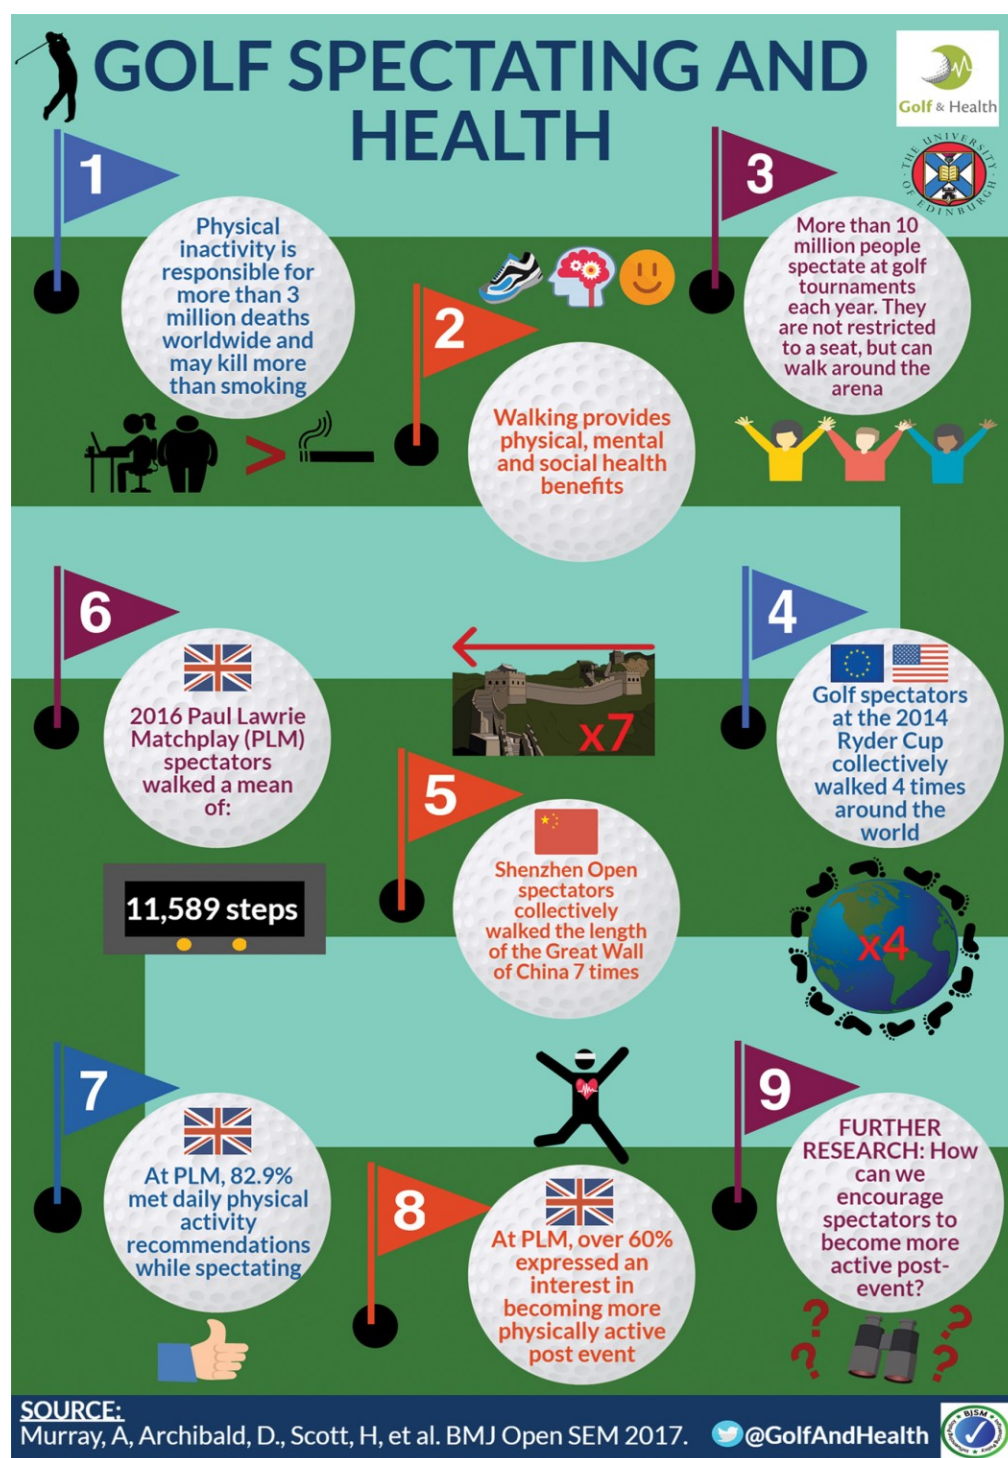 GOLF SPECTATING AND
HEALTH
Golf & Health
THE UNIVERSITY
OF EDINBURGH
1
Physical
inactivity is
responsible for
more than 3
million deaths
worldwide and
may kill more
than smoking
>
2
Walking provides
physical, mental
and social health
benefits
3
More than 10
million people
spectate at golf
tournaments
each year. They
are not restricted
to a seat, but can
walk around the
arena
4
Golf spectators
at the 2014
Ryder Cup
collectively
walked 4 times
around the
world
x4
x7
5
Shenzhen Open
spectators
collectively
walked the length
of the Great Wall
of China 7 times
6
2016 Paul Lawrie
Matchplay (PLM)
spectators
walked a mean
of:
11,589 steps
7
At PLM, 82.9%
met daily physical
activity
recommendations
while spectating
8
At PLM, over 60%
expressed an
interest in
becoming more
physically active
post event
9
FURTHER
RESEARCH: How
can we
encourage
spectators to
become more
active post-
event?
? ?
? ?
SOURCE:
Murray, A, Archibald, D., Scott, H, et al. BMJ Open SEM 2017.
@GolfAndHealth
BJSM